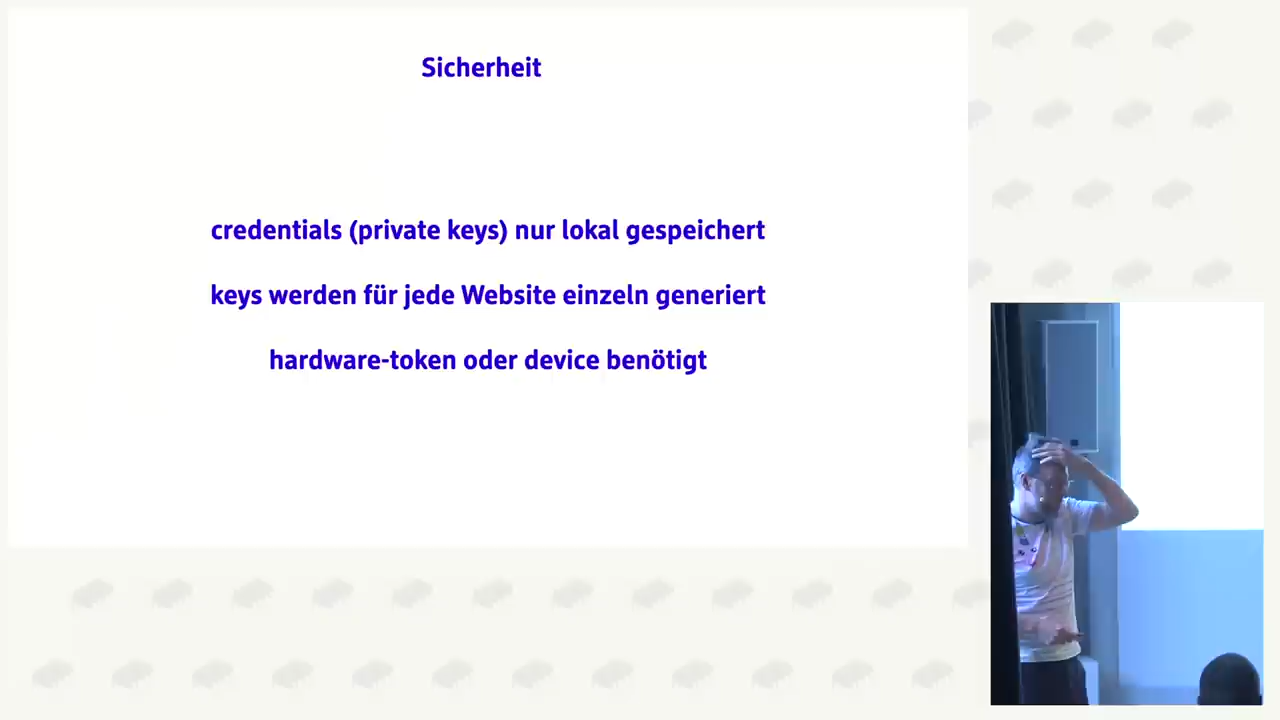 Sicherheit
credentials (private keys) nur lokal gespeichert
keys werden für jede Website einzeln generiert
hardware-token oder device benötigt